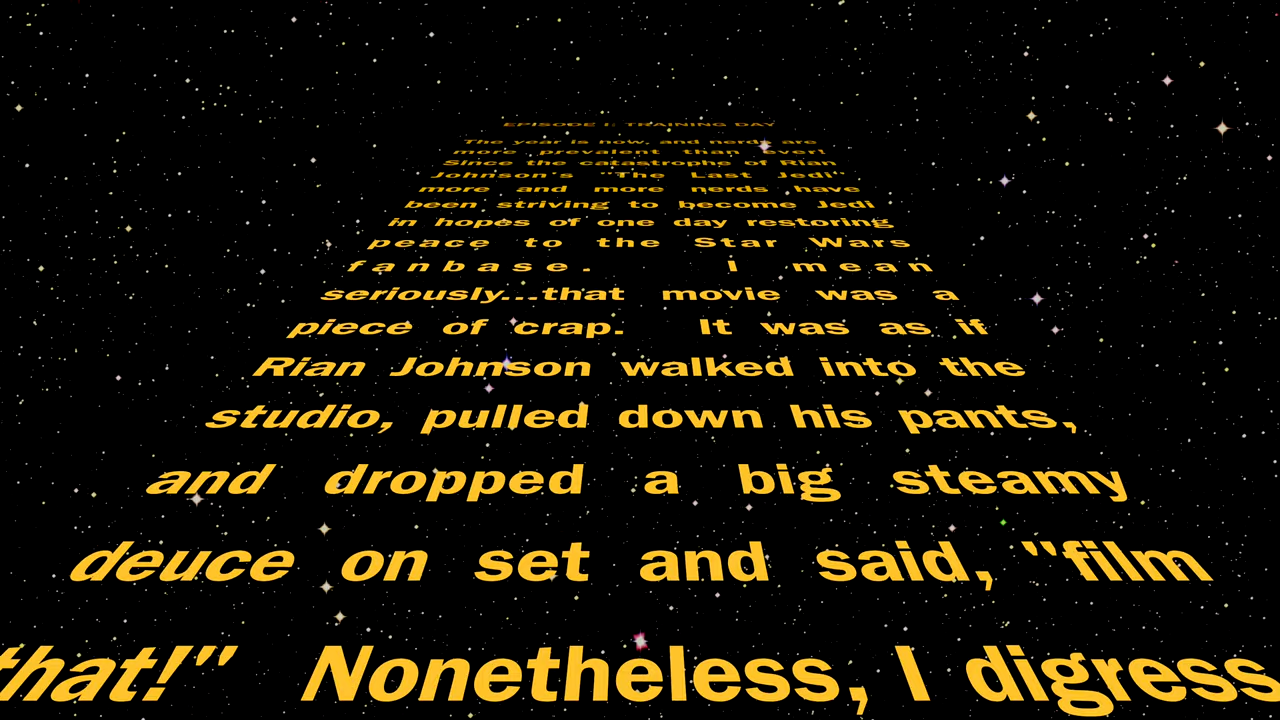 EPISODE I: TRAINING DAY
The year is now, and nerds are
more prevalent than ever!
Since the catastrophe of Rian
Johnson's "The Last Jedi"
more and more nerds have
been striving to become Jedi
in hopes of one day restoring
peace to the Star Wars
fanbase. I mean
seriously...that movie was a
piece of crap. It was as if
Rian Johnson walked into the
studio, pulled down his pants,
and dropped a big steamy
deuce on set and said, "film
that!" Nonetheless, I digress